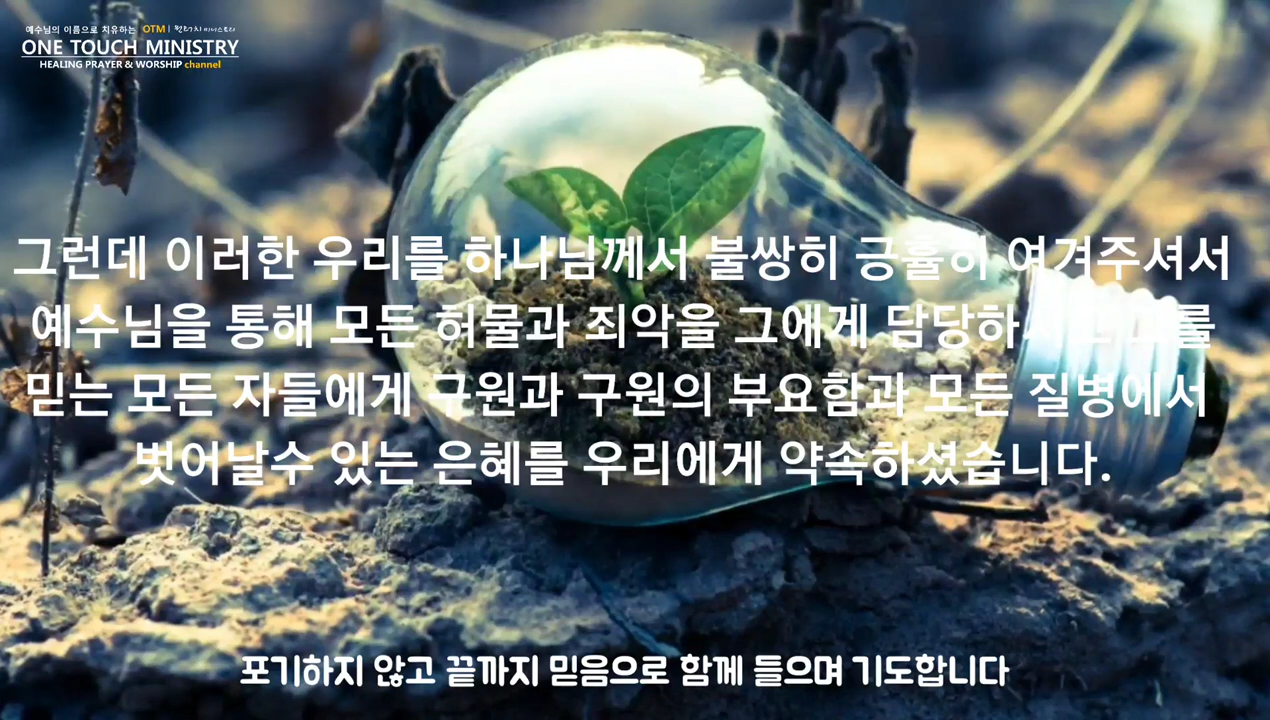 예수님의 이름으로 치유하는 OTM | 원터치 미니스트리
ONE TOUCH MINISTRY
HEALING PRAYER & WORSHIP channel
그런데 이러한 우리를 하나님께서 불쌍히 긍휼히 여겨주셔서
예수님을 통해 모든 허물과 죄악을 그에게 담당하시고 그를
믿는 모든 자들에게 구원과 구원의 부요함과 모든 질병에서
벗어날수 있는 은혜를 우리에게 약속하셨습니다.
포기하지 않고 끝까지 믿음으로 함께 들으며 기도합니다